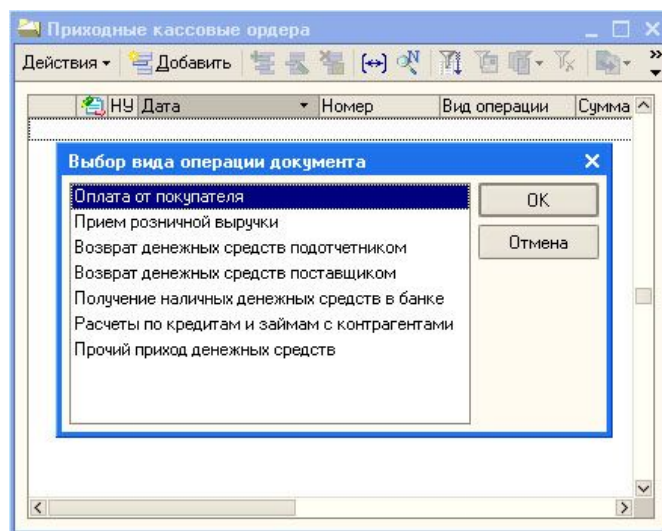 Приходные кассовые ордера
Действия Добавить
НУ Дата Номер Вид операции Сумма
Выбор вида операции документа
Оплата от покупателя
Прием розничной выручки
Возврат денежных средств подотчетником
Возврат денежных средств поставщиком
Получение наличных денежных средств в банке
Расчеты по кредитам и займам с контрагентами
Прочий приход денежных средств
OK
Отмена